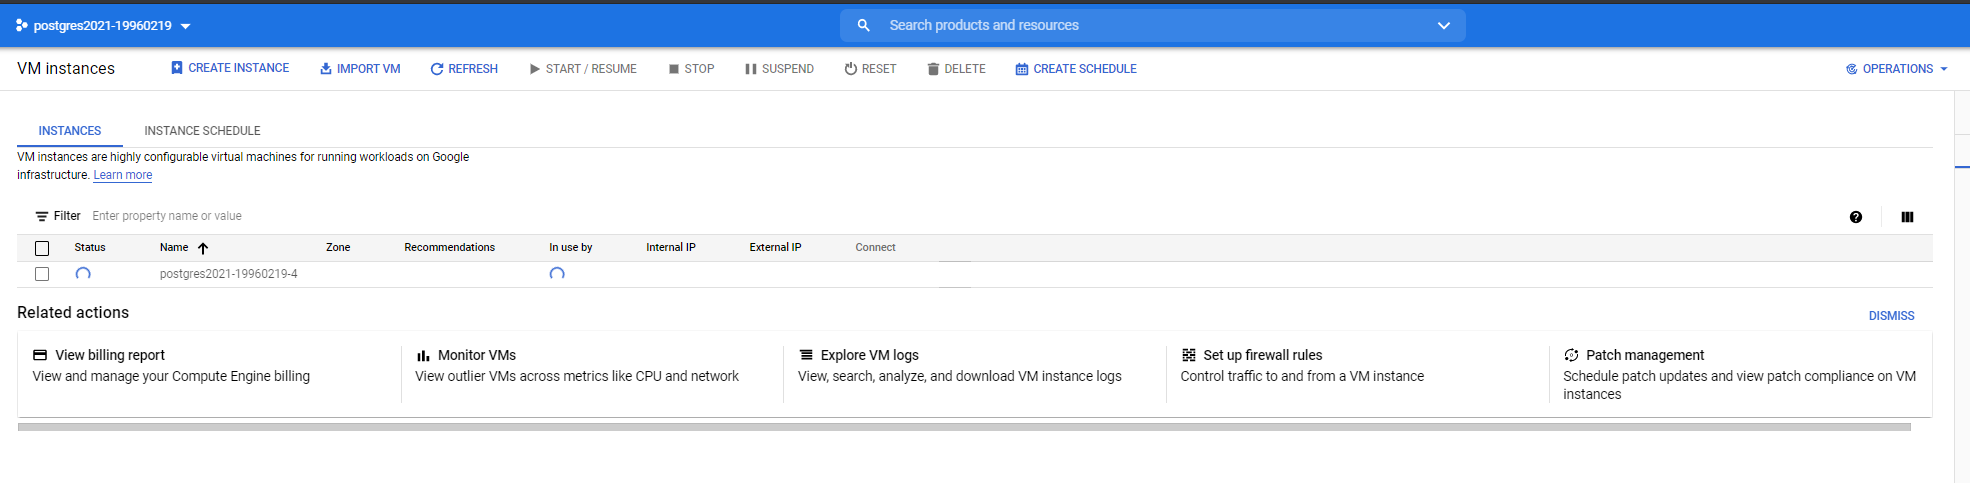 postgres2021-19960219
Search products and resources
VM instances CREATE INSTANCE IMPORT VM REFRESH START / RESUME STOP SUSPEND RESET DELETE CREATE SCHEDULE OPERATIONS
INSTANCES INSTANCE SCHEDULE
VM instances are highly configurable virtual machines for running workloads on Google
infrastructure. Learn more
Filter Enter property name or value
Status Name Zone Recommendations In use by Internal IP External IP Connect
postgres2021-19960219-4
Related actions
DISMISS
View billing report
View and manage your Compute Engine billing
Monitor VMs
View outlier VMs across metrics like CPU and network
Explore VM logs
View, search, analyze, and download VM instance logs
Set up firewall rules
Control traffic to and from a VM instance
Patch management
Schedule patch updates and view patch compliance on VM
instances